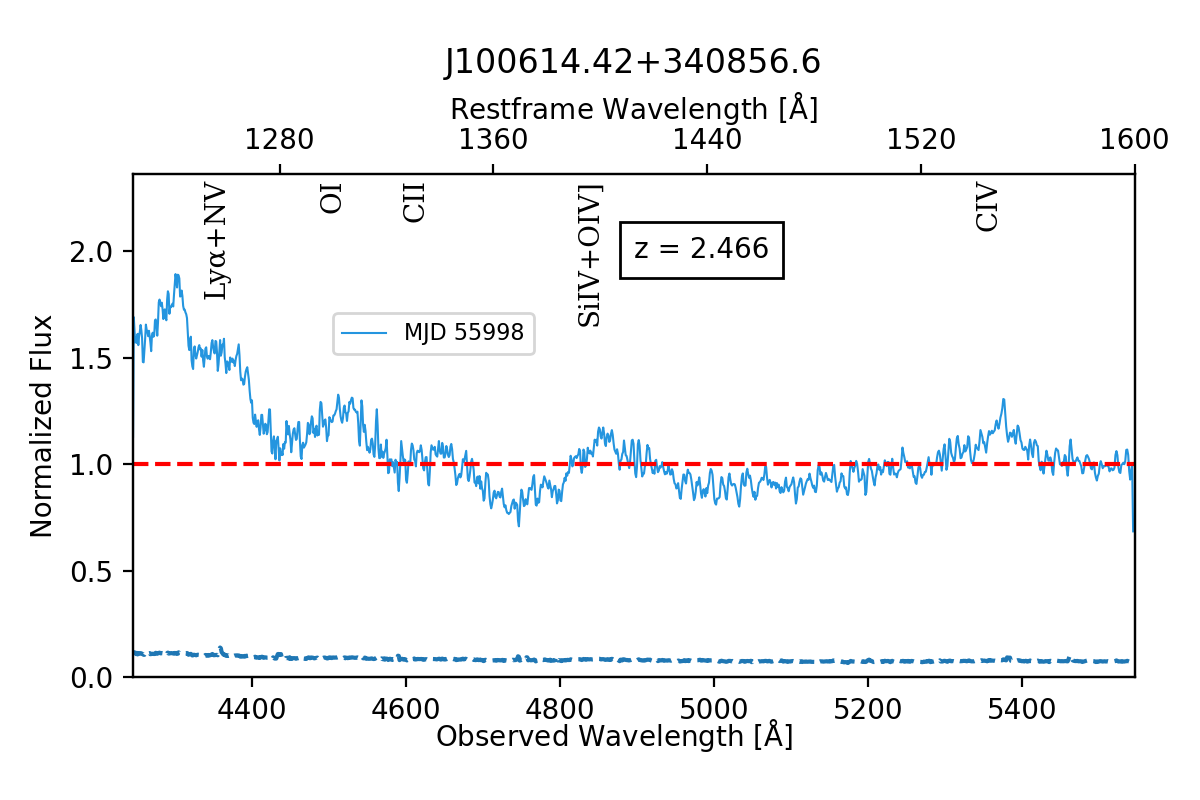 J100614.42+340856.6
Restframe Wavelength [Å]
1280 1360 1440 1520 1600
Lyα+NV
OI
CII
SiIV+OIV]
CIV
z = 2.466
MJD 55998
Normalized Flux
2.0
1.5
1.0
0.5
0.0
4400 4600 4800 5000 5200 5400
Observed Wavelength [Å]